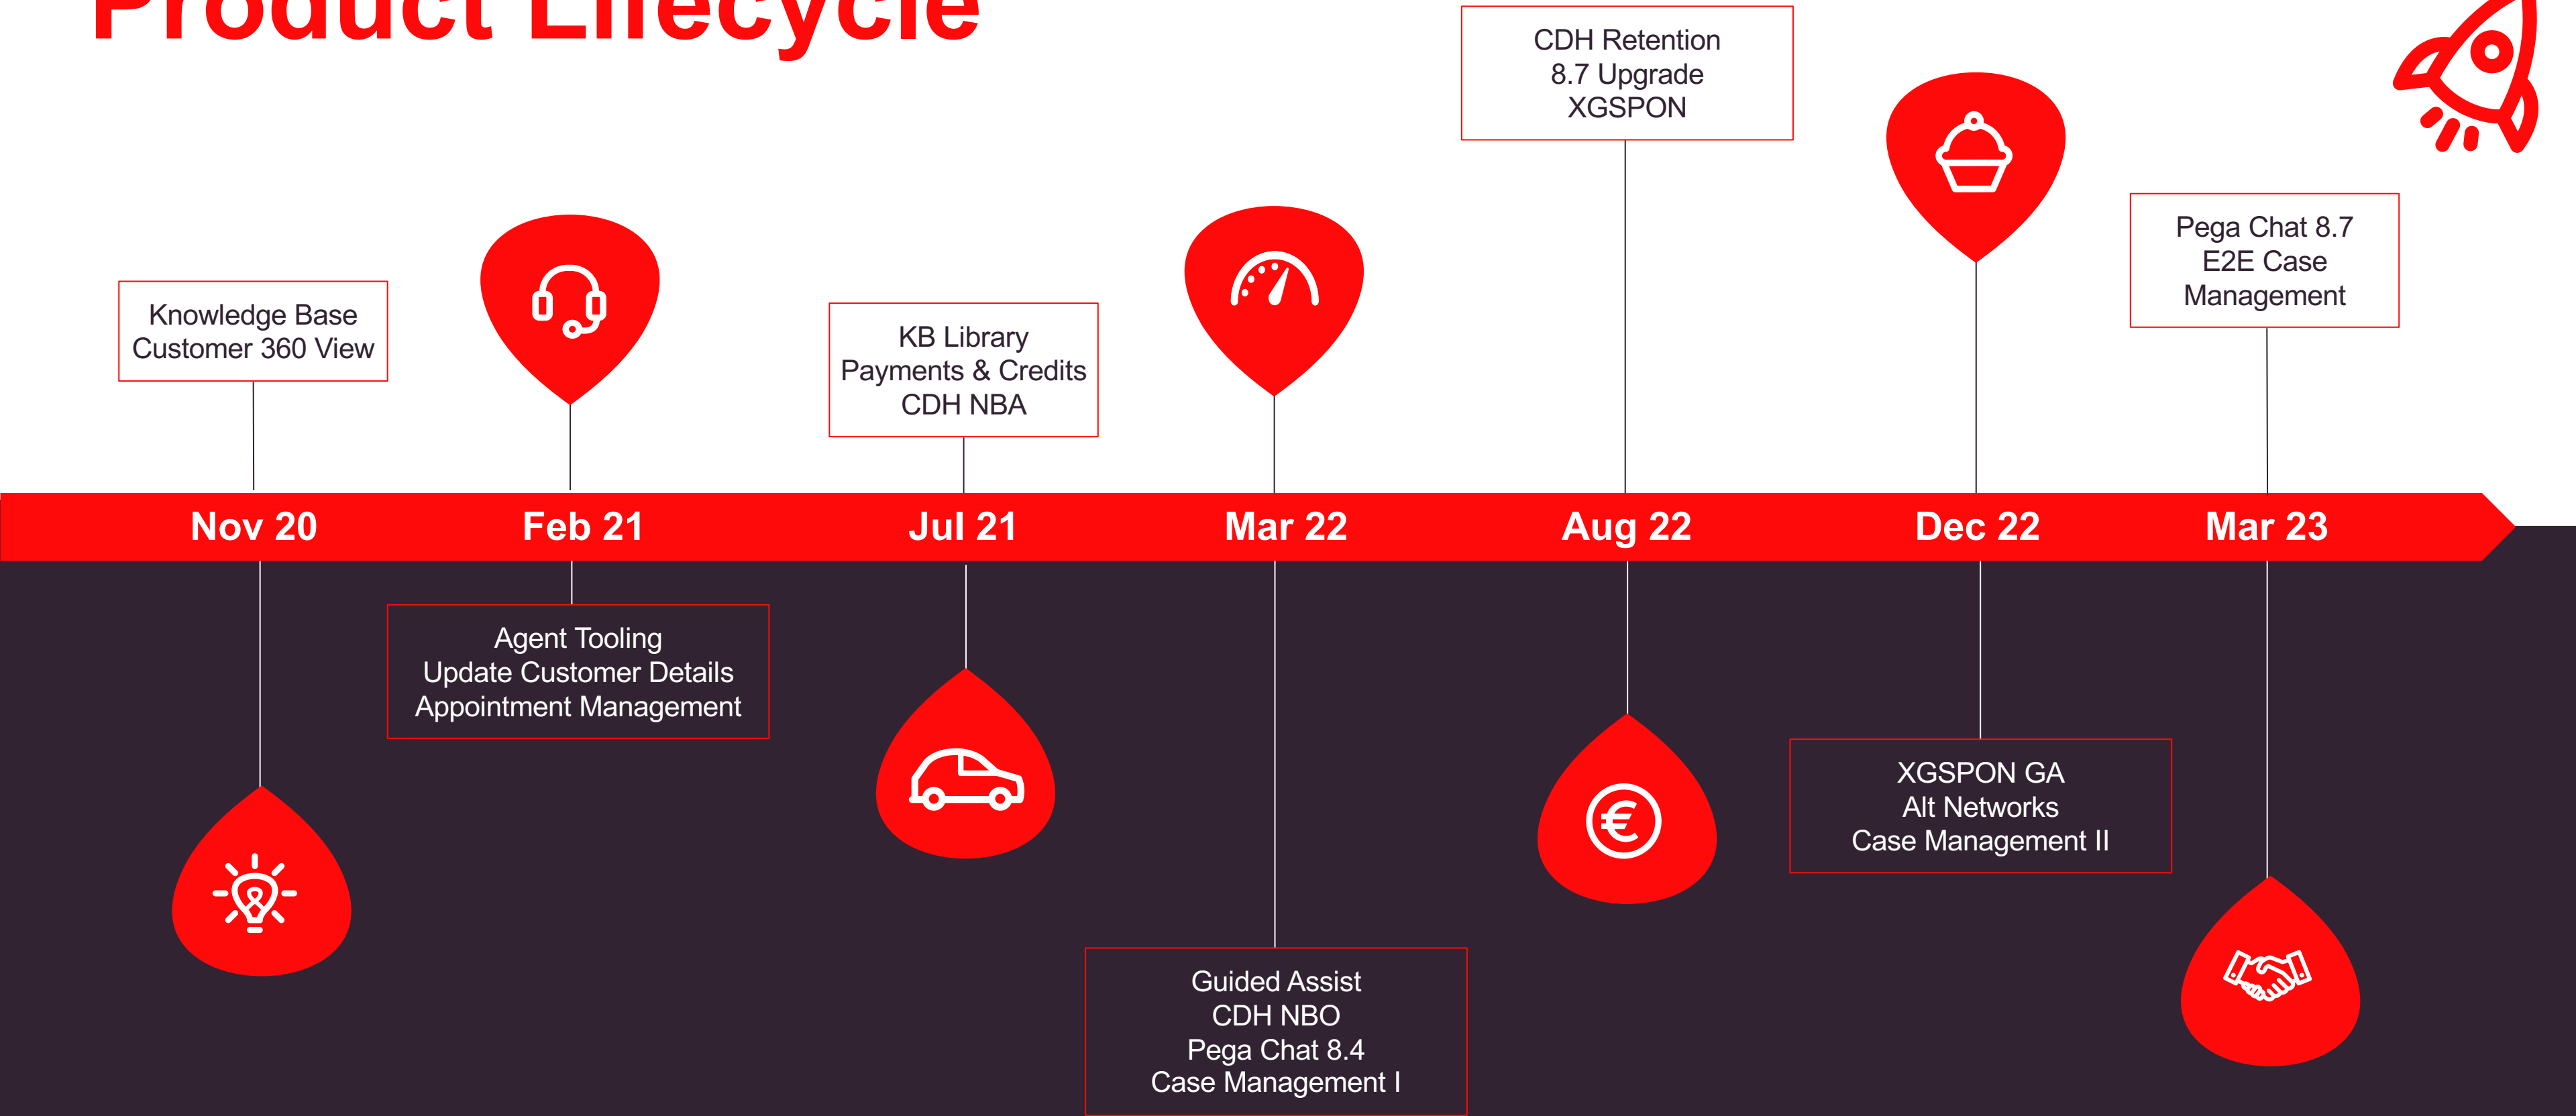 Product Lifecycle
CDH Retention
8.7 Upgrade
XGSPON
Pega Chat 8.7
E2E Case
Management
Knowledge Base
Customer 360 View
KB Library
Payments & Credits
CDH NBA
Nov 20
Feb 21
Jul 21
Mar 22
Aug 22
Dec 22
Mar 23
Agent Tooling
Update Customer Details
Appointment Management
XGSPON GA
Alt Networks
Case Management II
Guided Assist
CDH NBO
Pega Chat 8.4
Case Management I